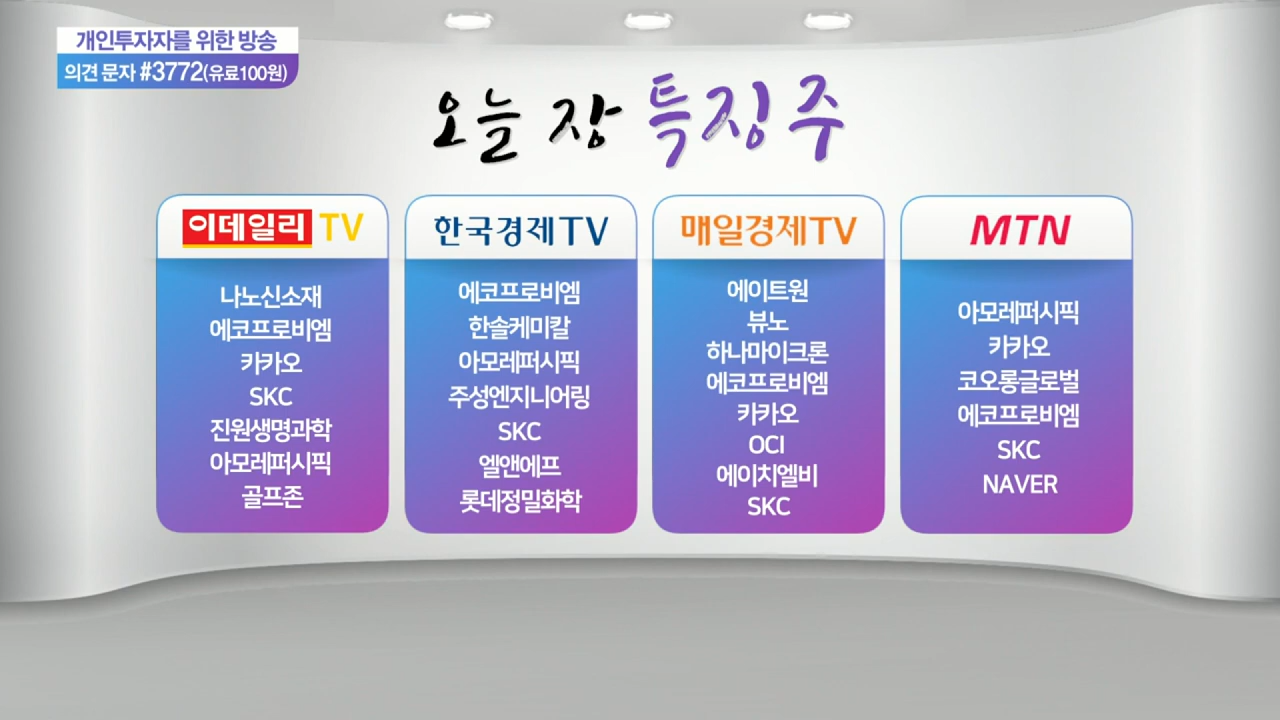 개인투자자를 위한 방송
의견 문자 #3772(유료100원)
오늘 장 특징주
이데일리 TV
나노신소재
에코프로비엠
카카오
SKC
진원생명과학
아모레퍼시픽
골프존
한국경제TV
에코프로비엠
한솔케미칼
아모레퍼시픽
주성엔지니어링
SKC
엘앤에프
롯데정밀화학
매일경제TV
에이트원
뷰노
하나마이크론
에코프로비엠
카카오
OCI
에이치엘비
SKC
MTN
아모레퍼시픽
카카오
코오롱글로벌
에코프로비엠
SKC
NAVER